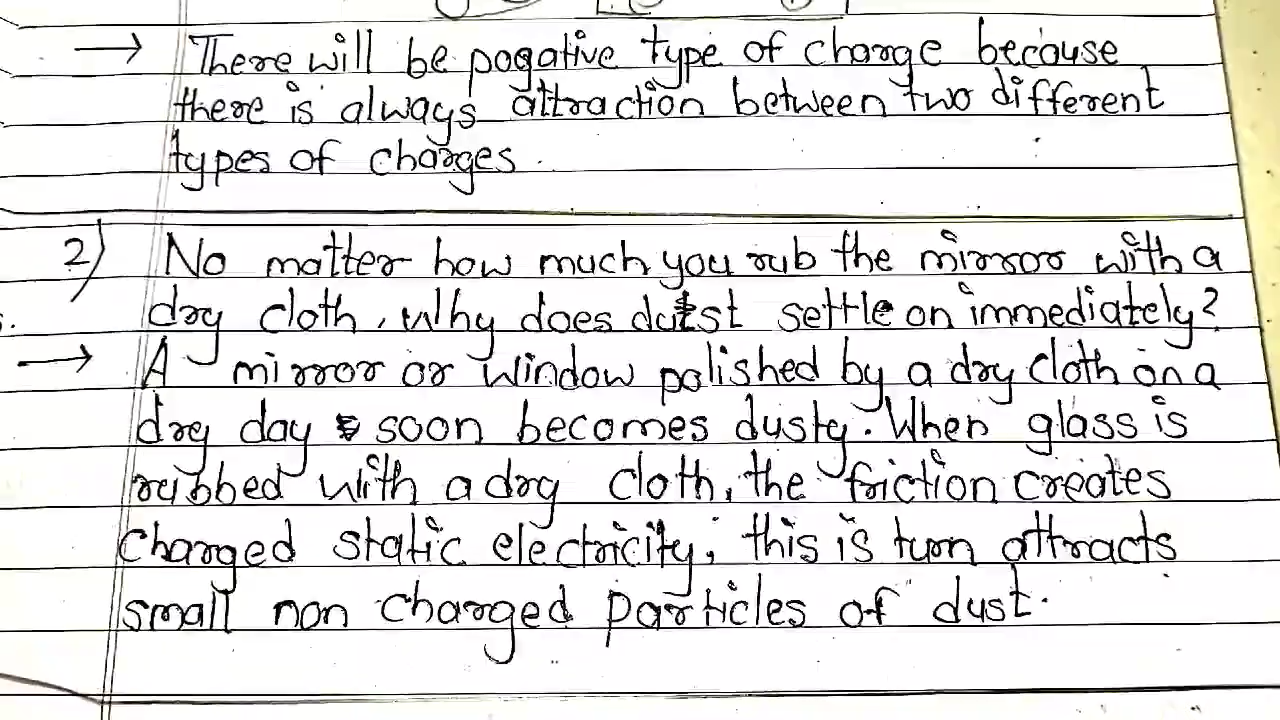 → There will be pogative type of charge because
there is always attraction between two different
types of charges.
2) No matter how much you rub the mirror with a
dry cloth, why does dutst settle on immediately?
→ A mirror or window polished by a dry cloth on a
dry day soon becomes dusty. When glass is
rubbed with a dry cloth, the friction creates
charged static electricity, this is turn attracts
small non charged particles of dust.